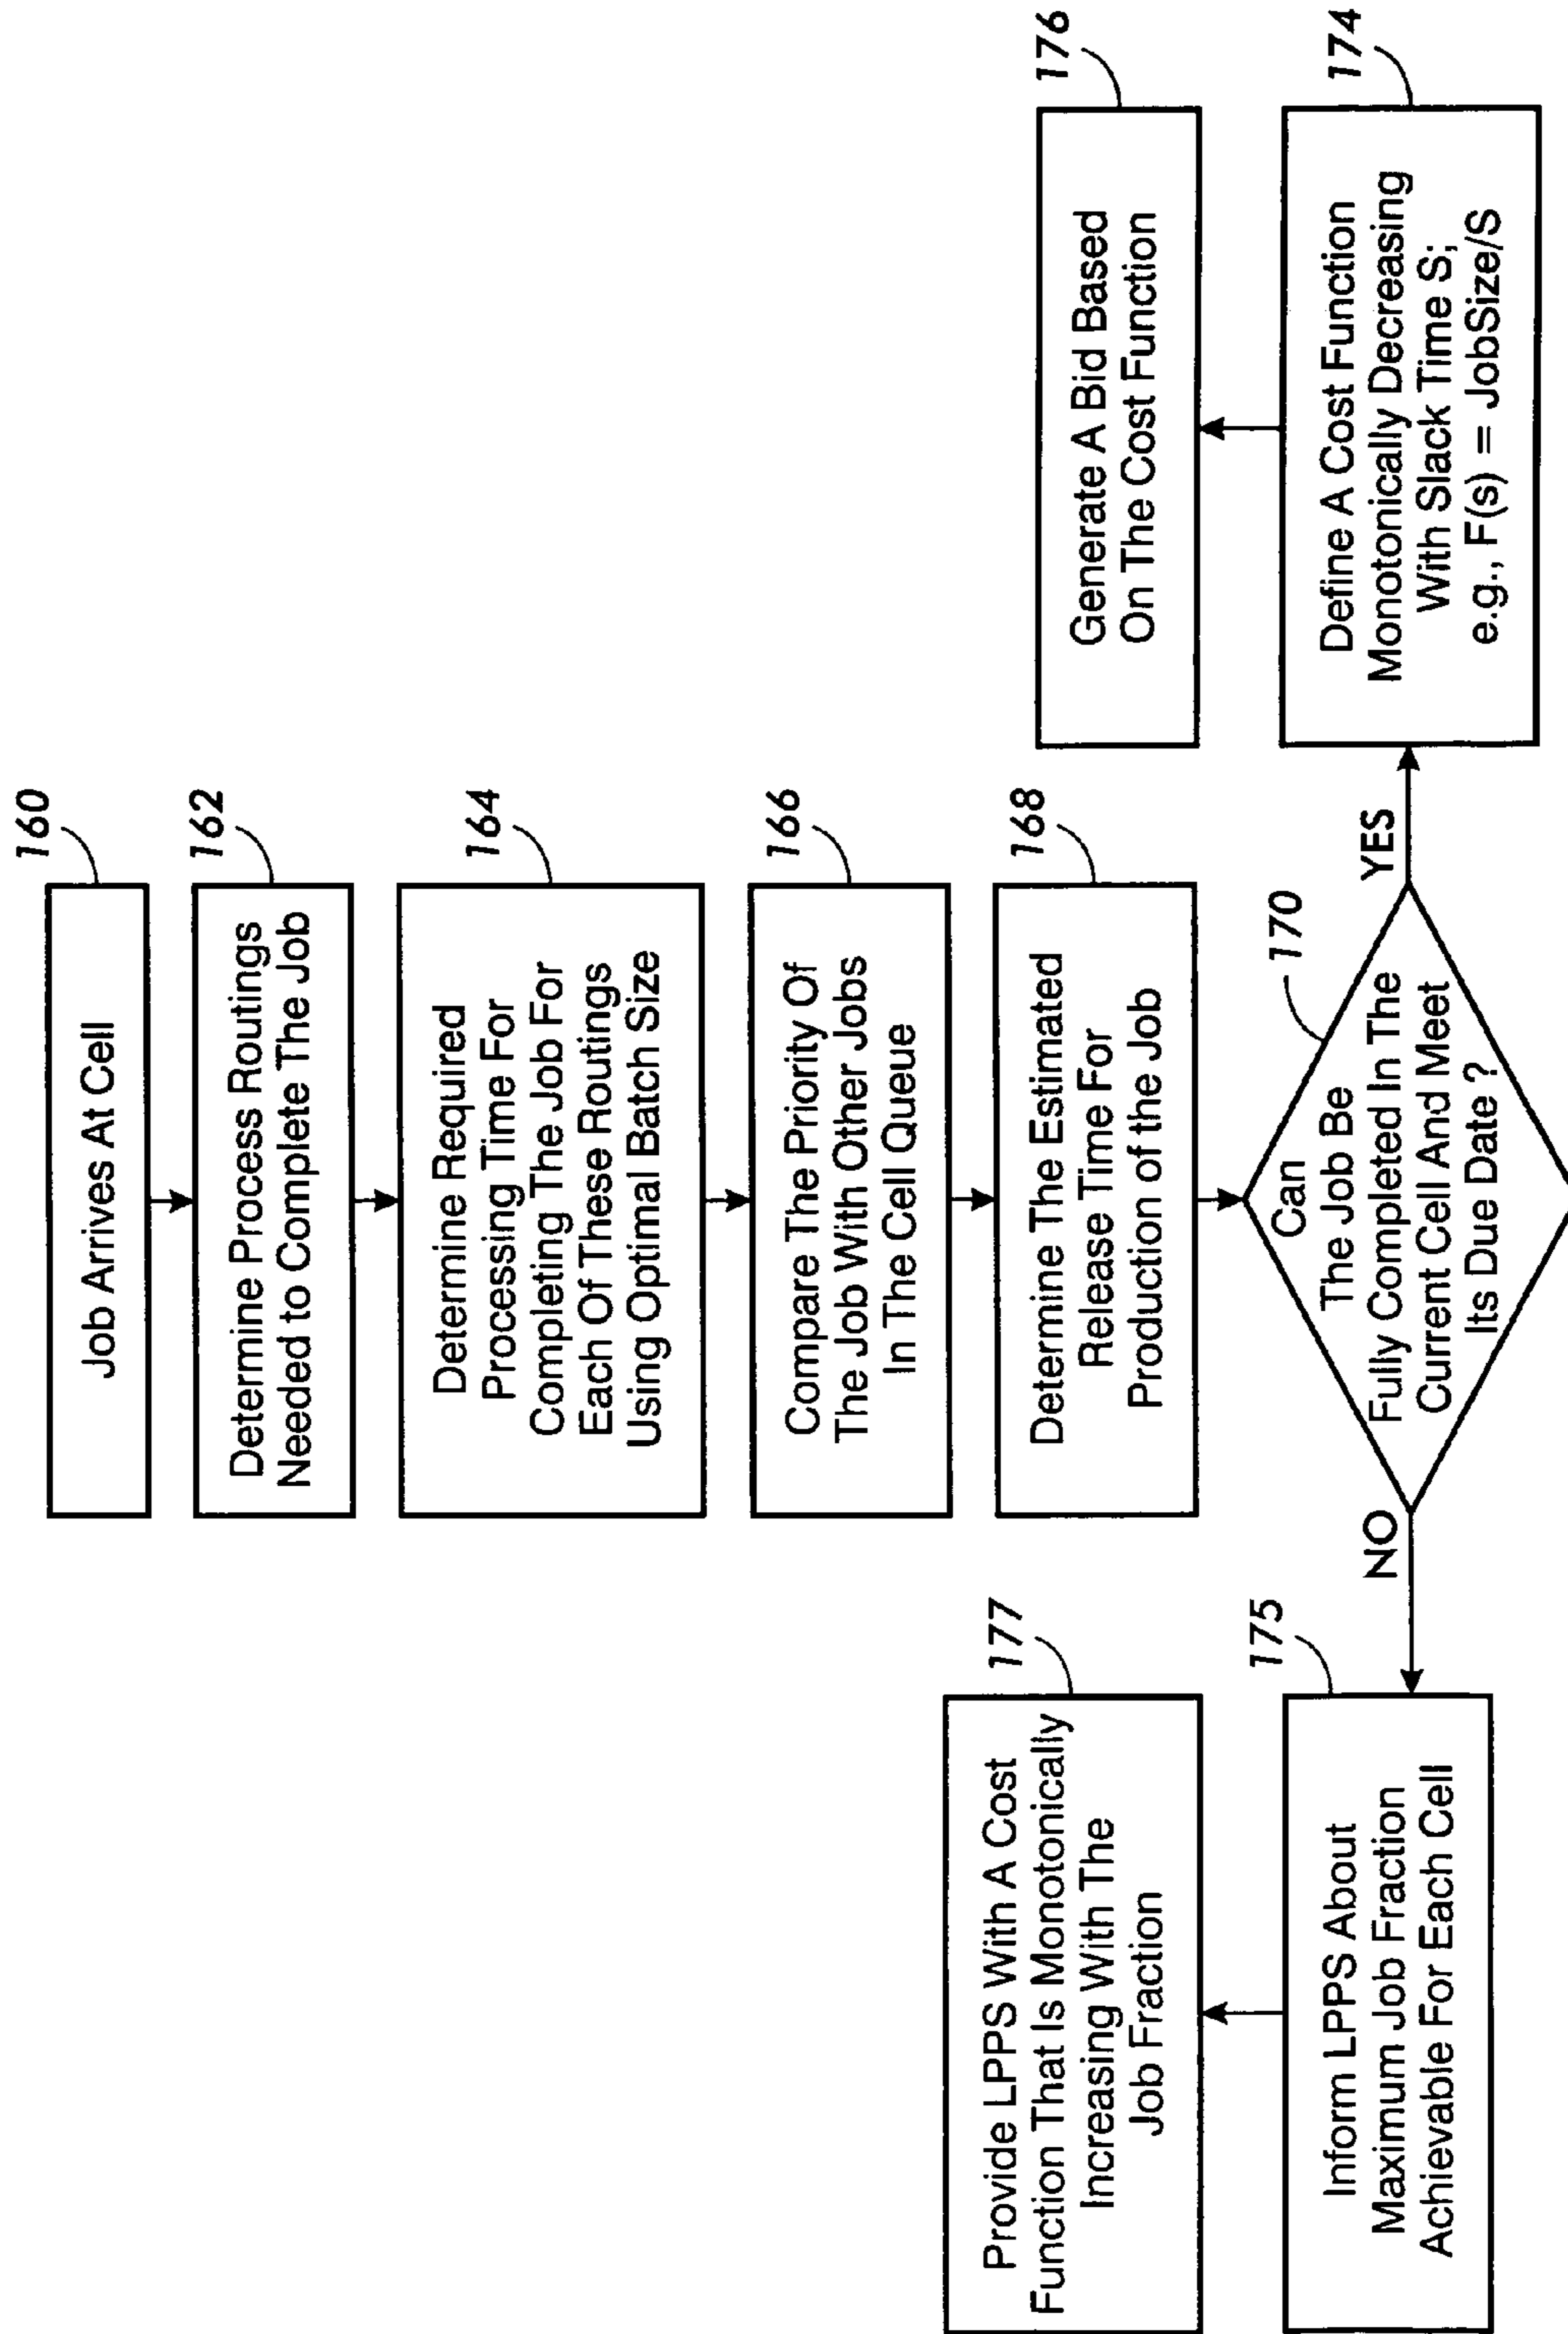 160
Job Arrives At Cell
162
Determine Process Routings
Needed to Complete The Job
164
Determine Required
Processing Time For
Completing The Job For
Each Of These Routings
Using Optimal Batch Size
166
Compare The Priority Of
The Job With Other Jobs
In The Cell Queue
168
Determine The Estimated
Release Time For
Production of the Job
170
Can
The Job Be
Fully Completed In The
Current Cell And Meet
Its Due Date ?
NO
YES
175
Inform LPPS About
Maximum Job Fraction
Achievable For Each Cell
177
Provide LPPS With A Cost
Function That Is Monotonically
Increasing With The
Job Fraction
174
Define A Cost Function
Monotonically Decreasing
With Slack Time S;
e.g., F(s) = JobSize/S
176
Generate A Bid Based
On The Cost Function